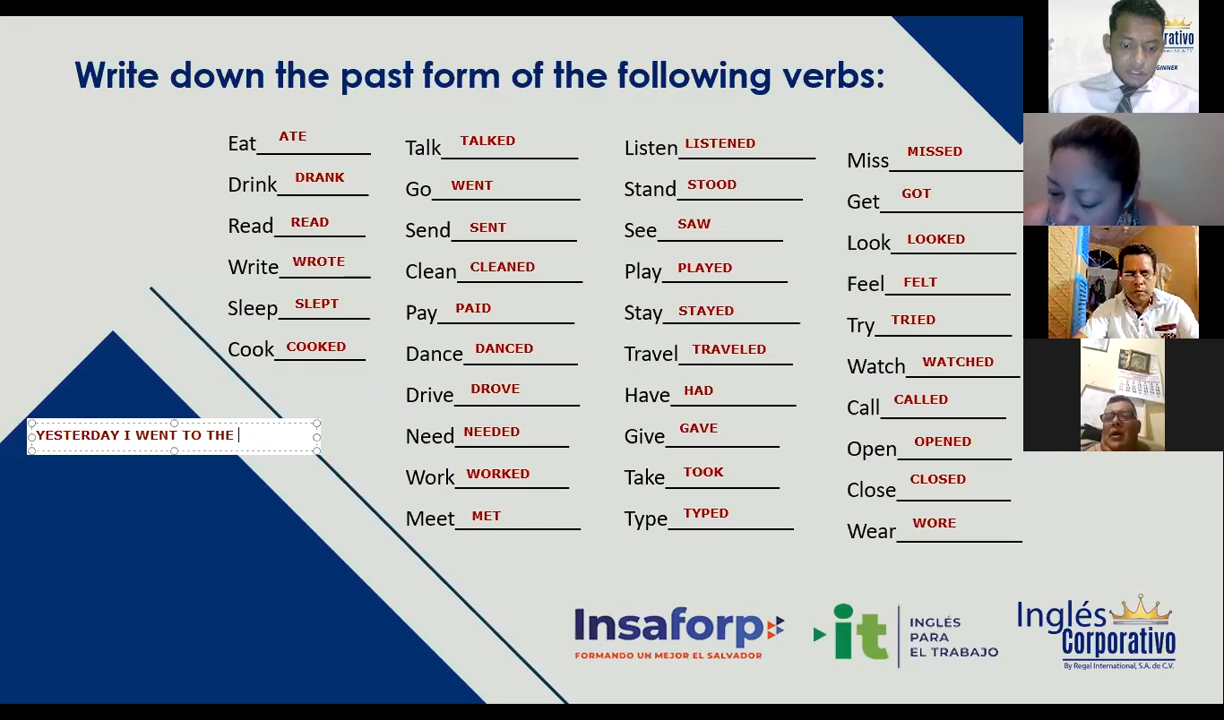 Write down the past form of the following verbs:
Eat ATE
Drink DRANK
Read READ
Write WROTE
Sleep SLEPT
Cook COOKED
Talk TALKED
Go WENT
Send SENT
Clean CLEANED
Pay PAID
Dance DANCED
Drive DROVE
Need NEEDED
Work WORKED
Meet MET
Listen LISTENED
Stand STOOD
See SAW
Play PLAYED
Stay STAYED
Travel TRAVELED
Have HAD
Give GAVE
Take TOOK
Type TYPED
Miss MISSED
Get GOT
Look LOOKED
Feel FELT
Try TRIED
Watch WATCHED
Call CALLED
Open OPENED
Close CLOSED
Wear WORE
YESTERDAY I WENT TO THE
Insaforp
FORMANDO UN MEJOR EL SALVADOR
it
INGLÉS
PARA
EL TRABAJO
Inglés
Corporativo
By Regal International, S.A. de C.V.
rativo
GINNER